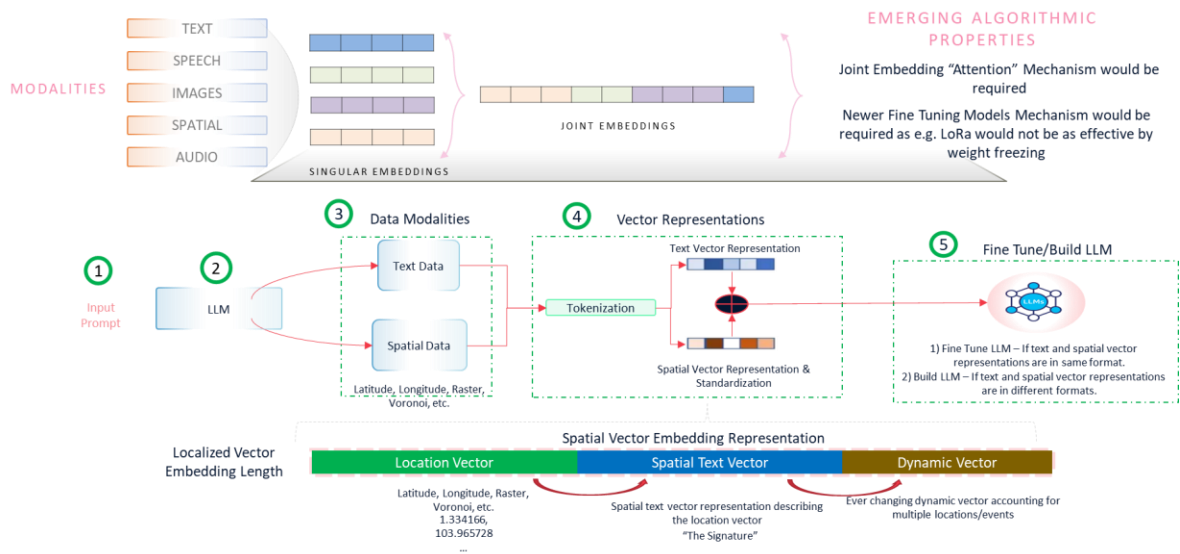 EMERGING ALGORITHMIC
PROPERTIES
MODALITIES
TEXT
SPEECH
IMAGES
SPATIAL
AUDIO
SINGULAR EMBEDDINGS
JOINT EMBEDDINGS
Joint Embedding “Attention” Mechanism would be
required
Newer Fine Tuning Models Mechanism would be
required as e.g. LoRa would not be as effective by
weight freezing
1
Input
Prompt
2
LLM
3
Data Modalities
Text Data
Spatial Data
Latitude, Longitude, Raster,
Voronoi, etc.
4
Vector Representations
Tokenization
Text Vector Representation
Spatial Vector Representation &
Standardization
5
Fine Tune/Build LLM
LLMs
1) Fine Tune LLM – If text and spatial vector
representations are in same format.
2) Build LLM – If text and spatial vector representations
are in different formats.
Spatial Vector Embedding Representation
Localized Vector
Embedding Length
Location Vector
Spatial Text Vector
Dynamic Vector
Latitude, Longitude, Raster,
Voronoi, etc.
1.334166,
103.965728
...
Spatial text vector representation describing
the location vector
“The Signature”
Ever changing dynamic vector accounting for
multiple locations/events